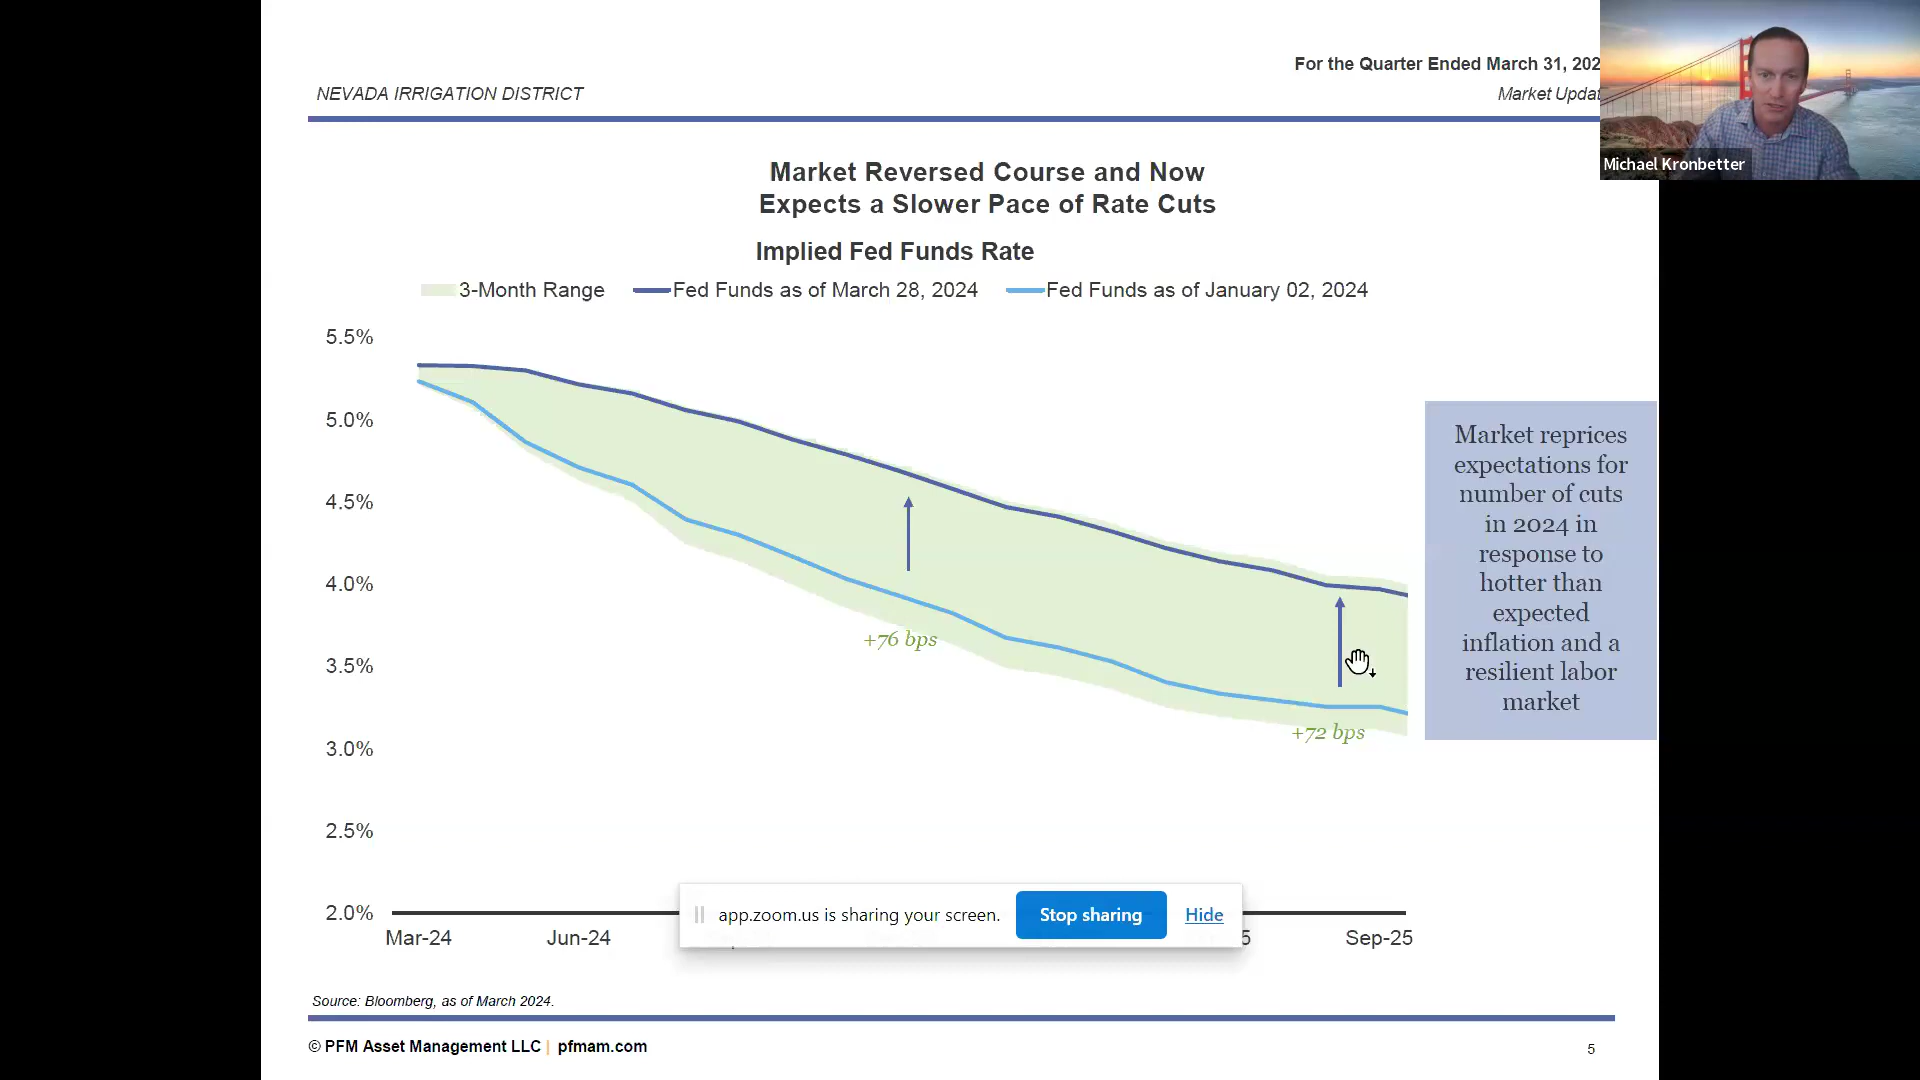 For the Quarter Ended March 31, 202
NEVADA IRRIGATION DISTRICT
Market Updat
Michael Kronbetter
Market Reversed Course and Now
Expects a Slower Pace of Rate Cuts
Implied Fed Funds Rate
3-Month Range Fed Funds as of March 28, 2024 Fed Funds as of January 02, 2024
5.5%
5.0%
4.5%
4.0%
3.5%
3.0%
2.5%
2.0%
+76 bps
+72 bps
Market reprices
expectations for
number of cuts
in 2024 in
response to
hotter than
expected
inflation and a
resilient labor
market
app.zoom.us is sharing your screen. Stop sharing Hide
Mar-24 Jun-24 5 Sep-25
Source: Bloomberg, as of March 2024.
© PFM Asset Management LLC | pfmam.com
5